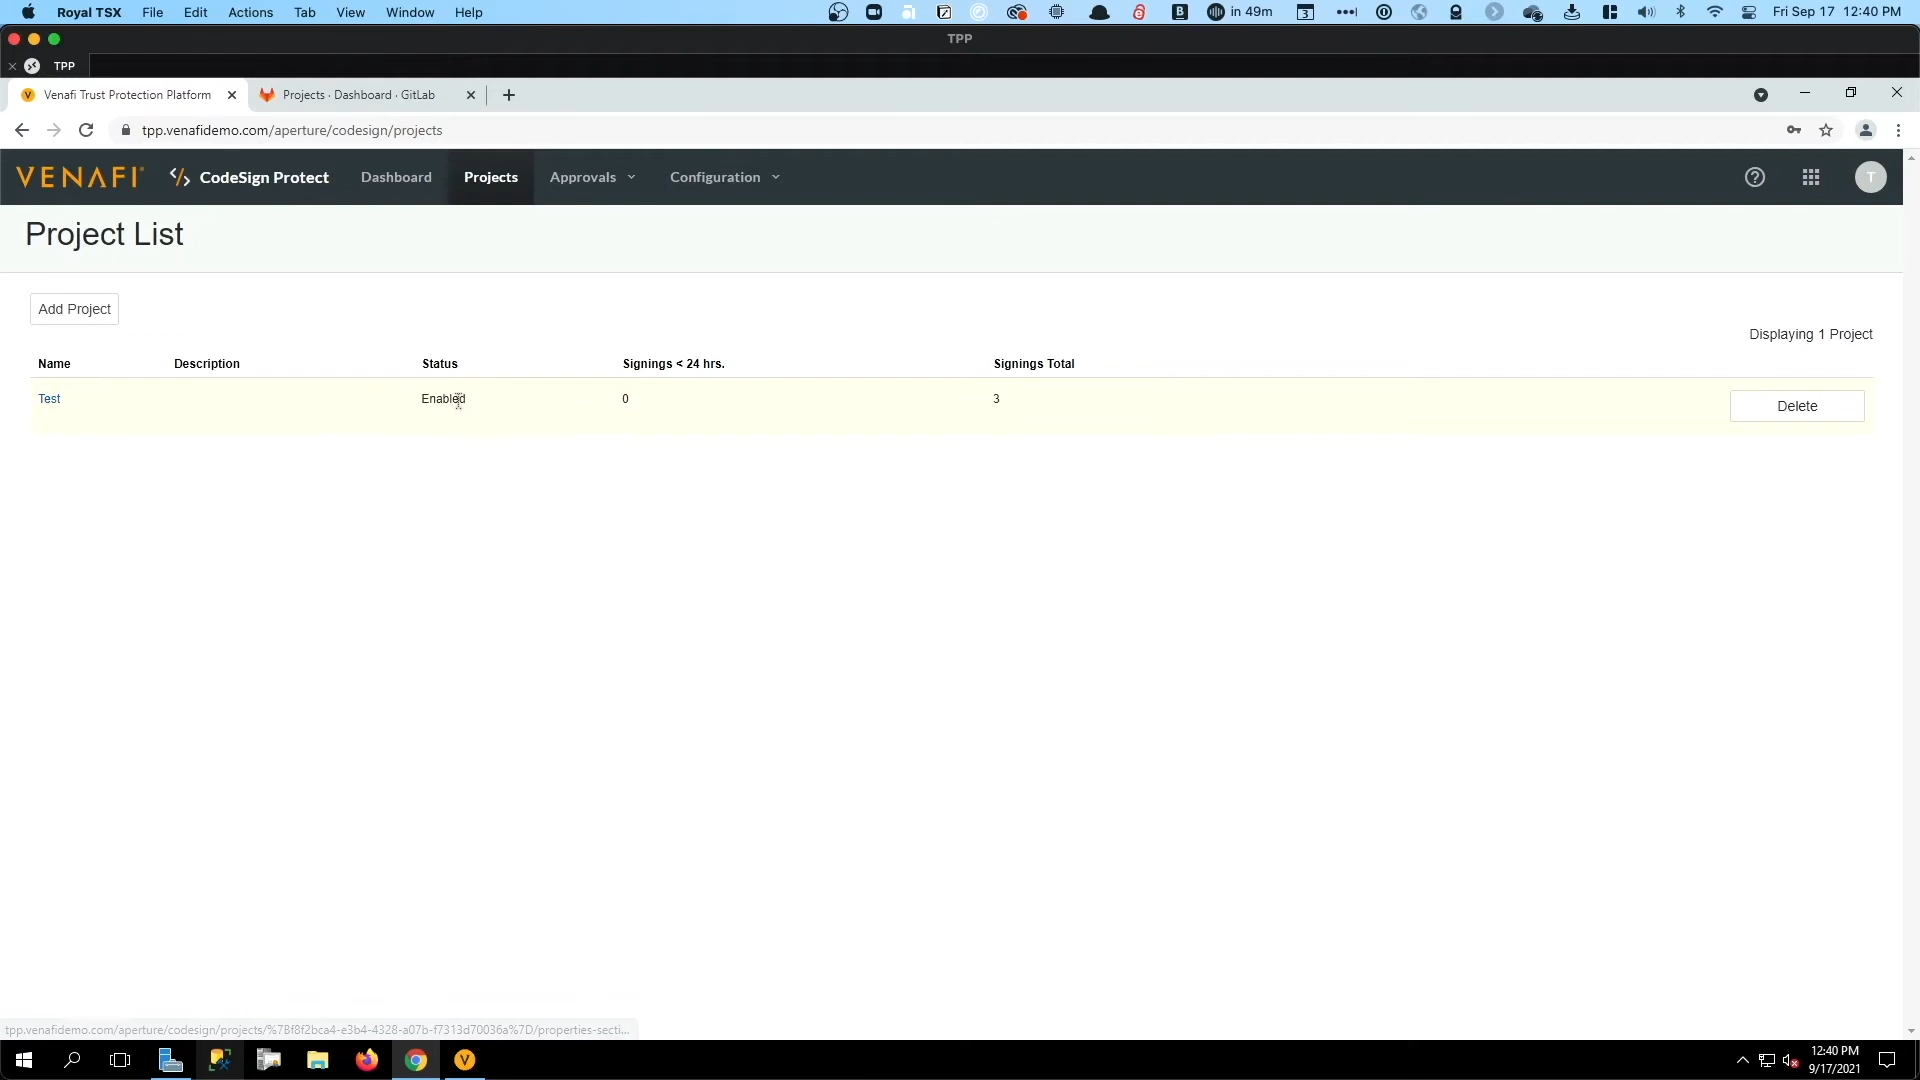 Royal TSX File Edit Actions Tab View Window Help in 49m 3 Fri Sep 17 12:40 PM
TPP
TPP
Venafi Trust Protection Platform Projects · Dashboard · GitLab
tpp.venafidemo.com/aperture/codesign/projects
VENAFI CodeSign Protect Dashboard Projects Approvals Configuration T
Project List
Add Project
Displaying 1 Project
Name Description Status Signings < 24 hrs. Signings Total
Test Enabled 0 3 Delete
tpp.venafidemo.com/aperture/codesign/projects/%7Bf8f2bca4-e3b4-4328-a07b-f7313d70036a%7D/properties-secti...
12:40 PM
9/17/2021